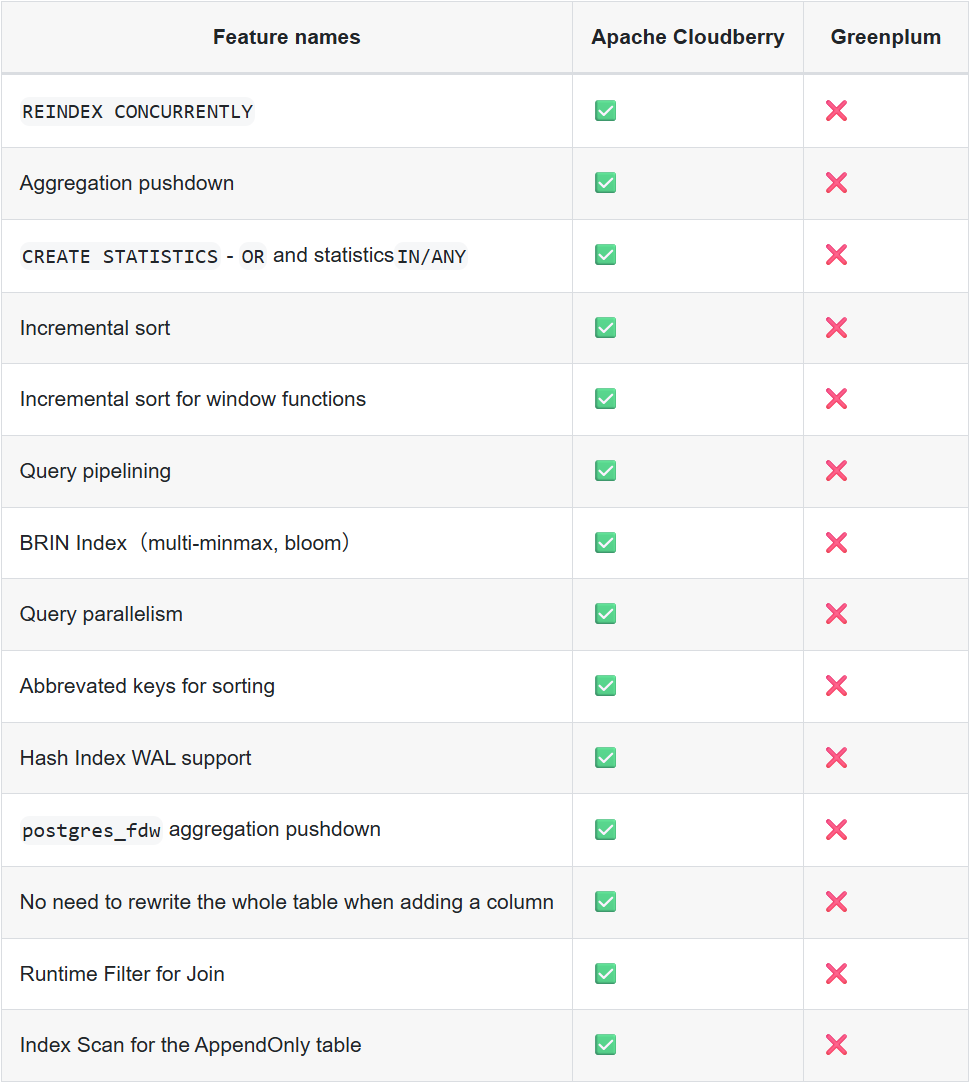 Feature names Apache Cloudberry Greenplum
REINDEX CONCURRENTLY
Aggregation pushdown
CREATE STATISTICS - OR and statistics IN/ANY
Incremental sort
Incremental sort for window functions
Query pipelining
BRIN Index（multi-minmax, bloom）
Query parallelism
Abbrevated keys for sorting
Hash Index WAL support
postgres_fdw aggregation pushdown
No need to rewrite the whole table when adding a column
Runtime Filter for Join
Index Scan for the AppendOnly table